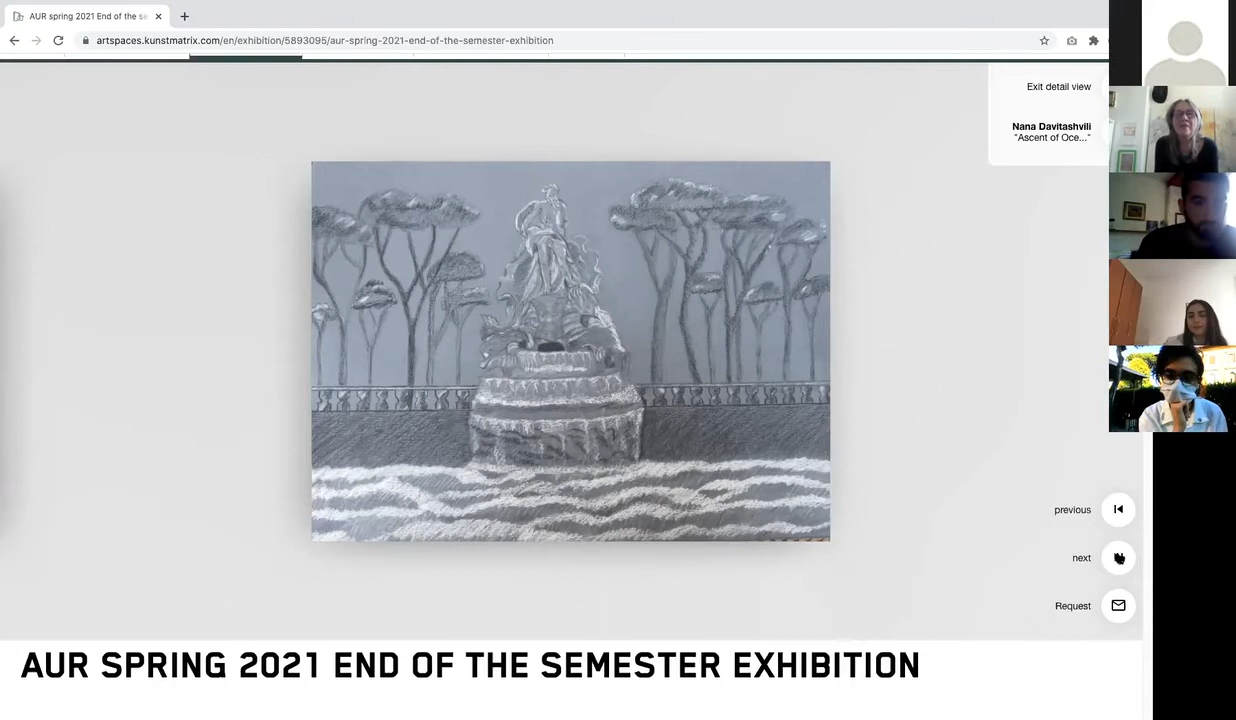 AUR spring 2021 End of the se
artspaces.kunstmatrix.com/en/exhibition/5893095/aur-spring-2021-end-of-the-semester-exhibition
Exit detail view
Nana Davitashvili
"Ascent of Oce..."
previous
next
Request
AUR SPRING 2021 END OF THE SEMESTER EXHIBITION